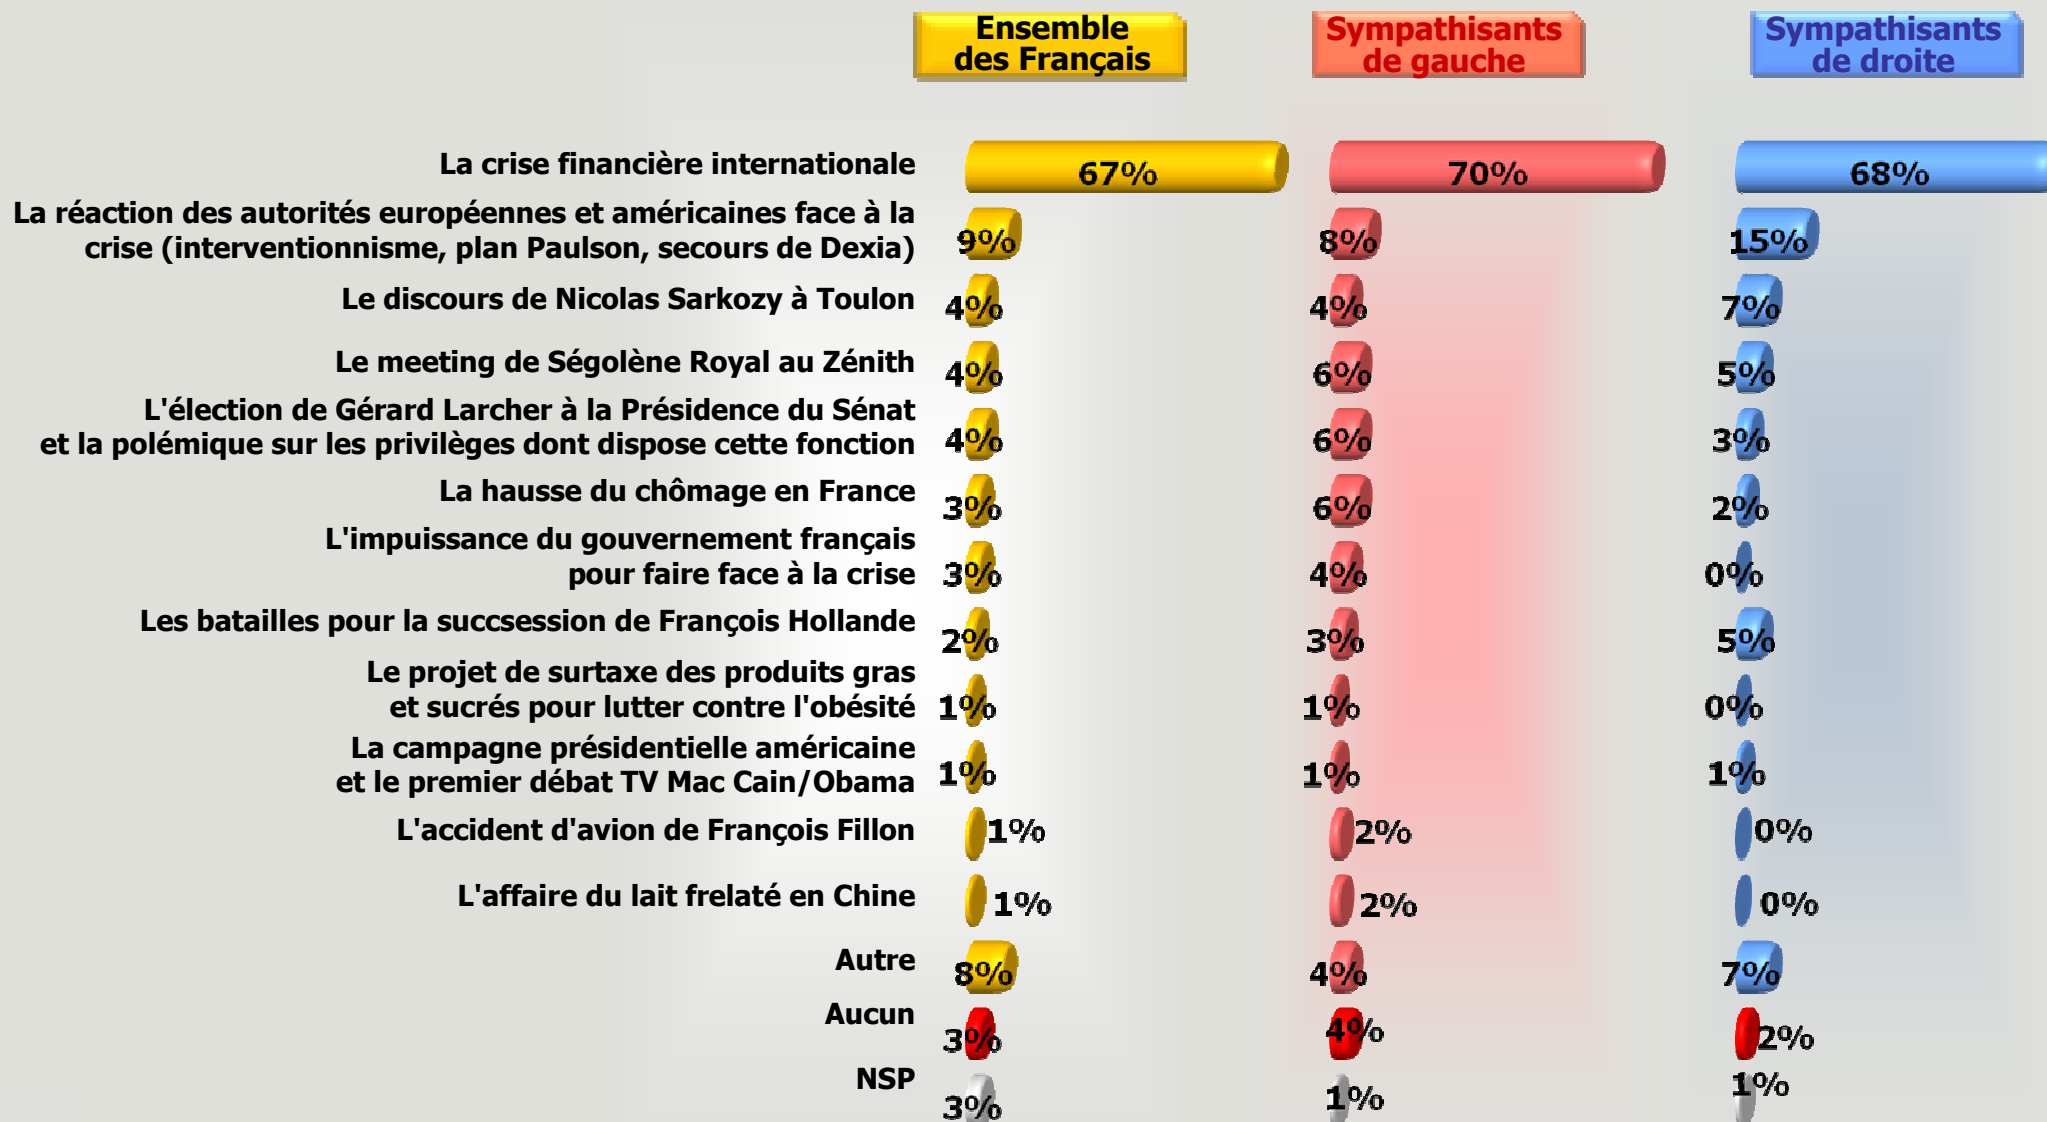 Ensemble
des Français
Sympathisants
de gauche
Sympathisants
de droite
La crise financière internationale 67% 70% 68%
La réaction des autorités européennes et américaines face à la
crise (interventionnisme, plan Paulson, secours de Dexia) 9% 8% 15%
Le discours de Nicolas Sarkozy à Toulon 4% 4% 7%
Le meeting de Ségolène Royal au Zénith 4% 6% 5%
L'élection de Gérard Larcher à la Présidence du Sénat
et la polémique sur les privilèges dont dispose cette fonction 4% 6% 3%
La hausse du chômage en France 3% 6% 2%
L'impuissance du gouvernement français
pour faire face à la crise 3% 4% 0%
Les batailles pour la succsession de François Hollande 2% 3% 5%
Le projet de surtaxe des produits gras
et sucrés pour lutter contre l'obésité 1% 1% 0%
La campagne présidentielle américaine
et le premier débat TV Mac Cain/Obama 1% 1% 1%
L'accident d'avion de François Fillon 1% 2% 0%
L'affaire du lait frelaté en Chine 1% 2% 0%
Autre 8% 4% 7%
Aucun 3% 4% 2%
NSP 3% 1% 1%